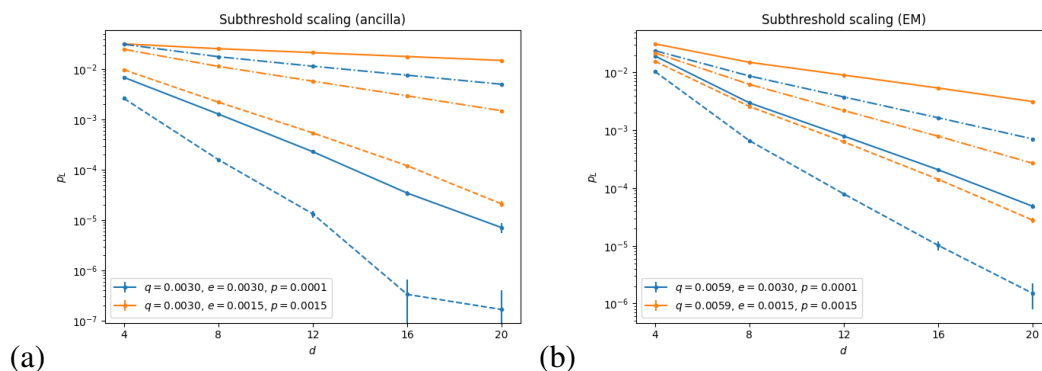 Subthreshold scaling (ancilla)
10⁻²
10⁻³
10⁻⁴
10⁻⁵
10⁻⁶
10⁻⁷
p_L
q = 0.0030, e = 0.0030, p = 0.0001
q = 0.0030, e = 0.0015, p = 0.0015
4 8 12 16 20
d
(a)
Subthreshold scaling (EM)
10⁻²
10⁻³
10⁻⁴
10⁻⁵
10⁻⁶
p_L
q = 0.0059, e = 0.0030, p = 0.0001
q = 0.0059, e = 0.0015, p = 0.0015
4 8 12 16 20
d
(b)